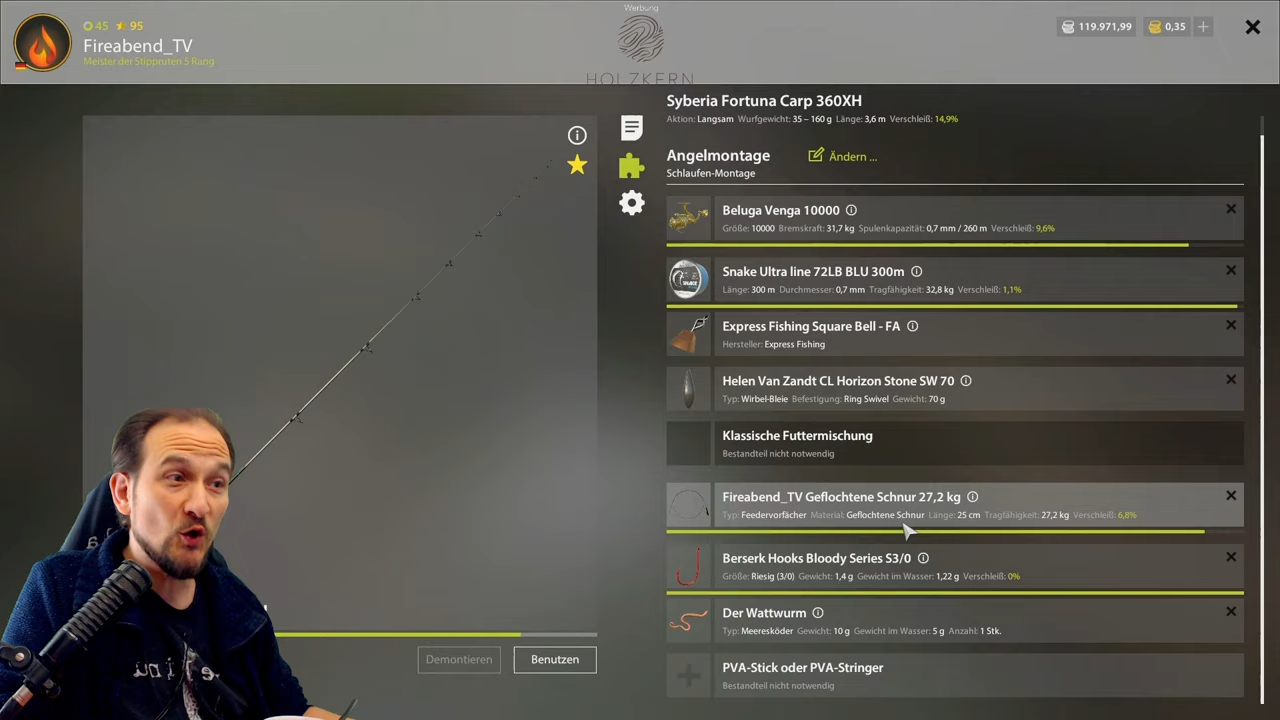 Werbung
HOLZKERN
45 95
Fireabend_TV
Meister der Stippruten 5 Rang
119.971,99
0,35
Syberia Fortuna Carp 360XH
Aktion: Langsam Wurfgewicht: 35 – 160 g Länge: 3,6 m Verschleiß: 14,9%
Angelmontage
Ändern ...
Schlaufen-Montage
Beluga Venga 10000
Größe: 10000 Bremskraft: 31,7 kg Spulenkapazität: 0,7 mm / 260 m Verschleiß: 9,6%
Snake Ultra line 72LB BLU 300m
Länge: 300 m Durchmesser: 0,7 mm Tragfähigkeit: 32,8 kg Verschleiß: 1,1%
Express Fishing Square Bell - FA
Hersteller: Express Fishing
Helen Van Zandt CL Horizon Stone SW 70
Typ: Wirbel-Bleie Befestigung: Ring Swivel Gewicht: 70 g
Klassische Futtermischung
Bestandteil nicht notwendig
Fireabend_TV Geflochtene Schnur 27,2 kg
Typ: Feedervorfächer Material: Geflochtene Schnur Länge: 25 cm Tragfähigkeit: 27,2 kg Verschleiß: 6,8%
Berserk Hooks Bloody Series S3/0
Größe: Riesig (3/0) Gewicht: 1,4 g Gewicht im Wasser: 1,22 g Verschleiß: 0%
Der Wattwurm
Typ: Meeresköder Gewicht: 10 g Gewicht im Wasser: 5 g Anzahl: 1 Stk.
PVA-Stick oder PVA-Stringer
Bestandteil nicht notwendig
Demontieren
Benutzen